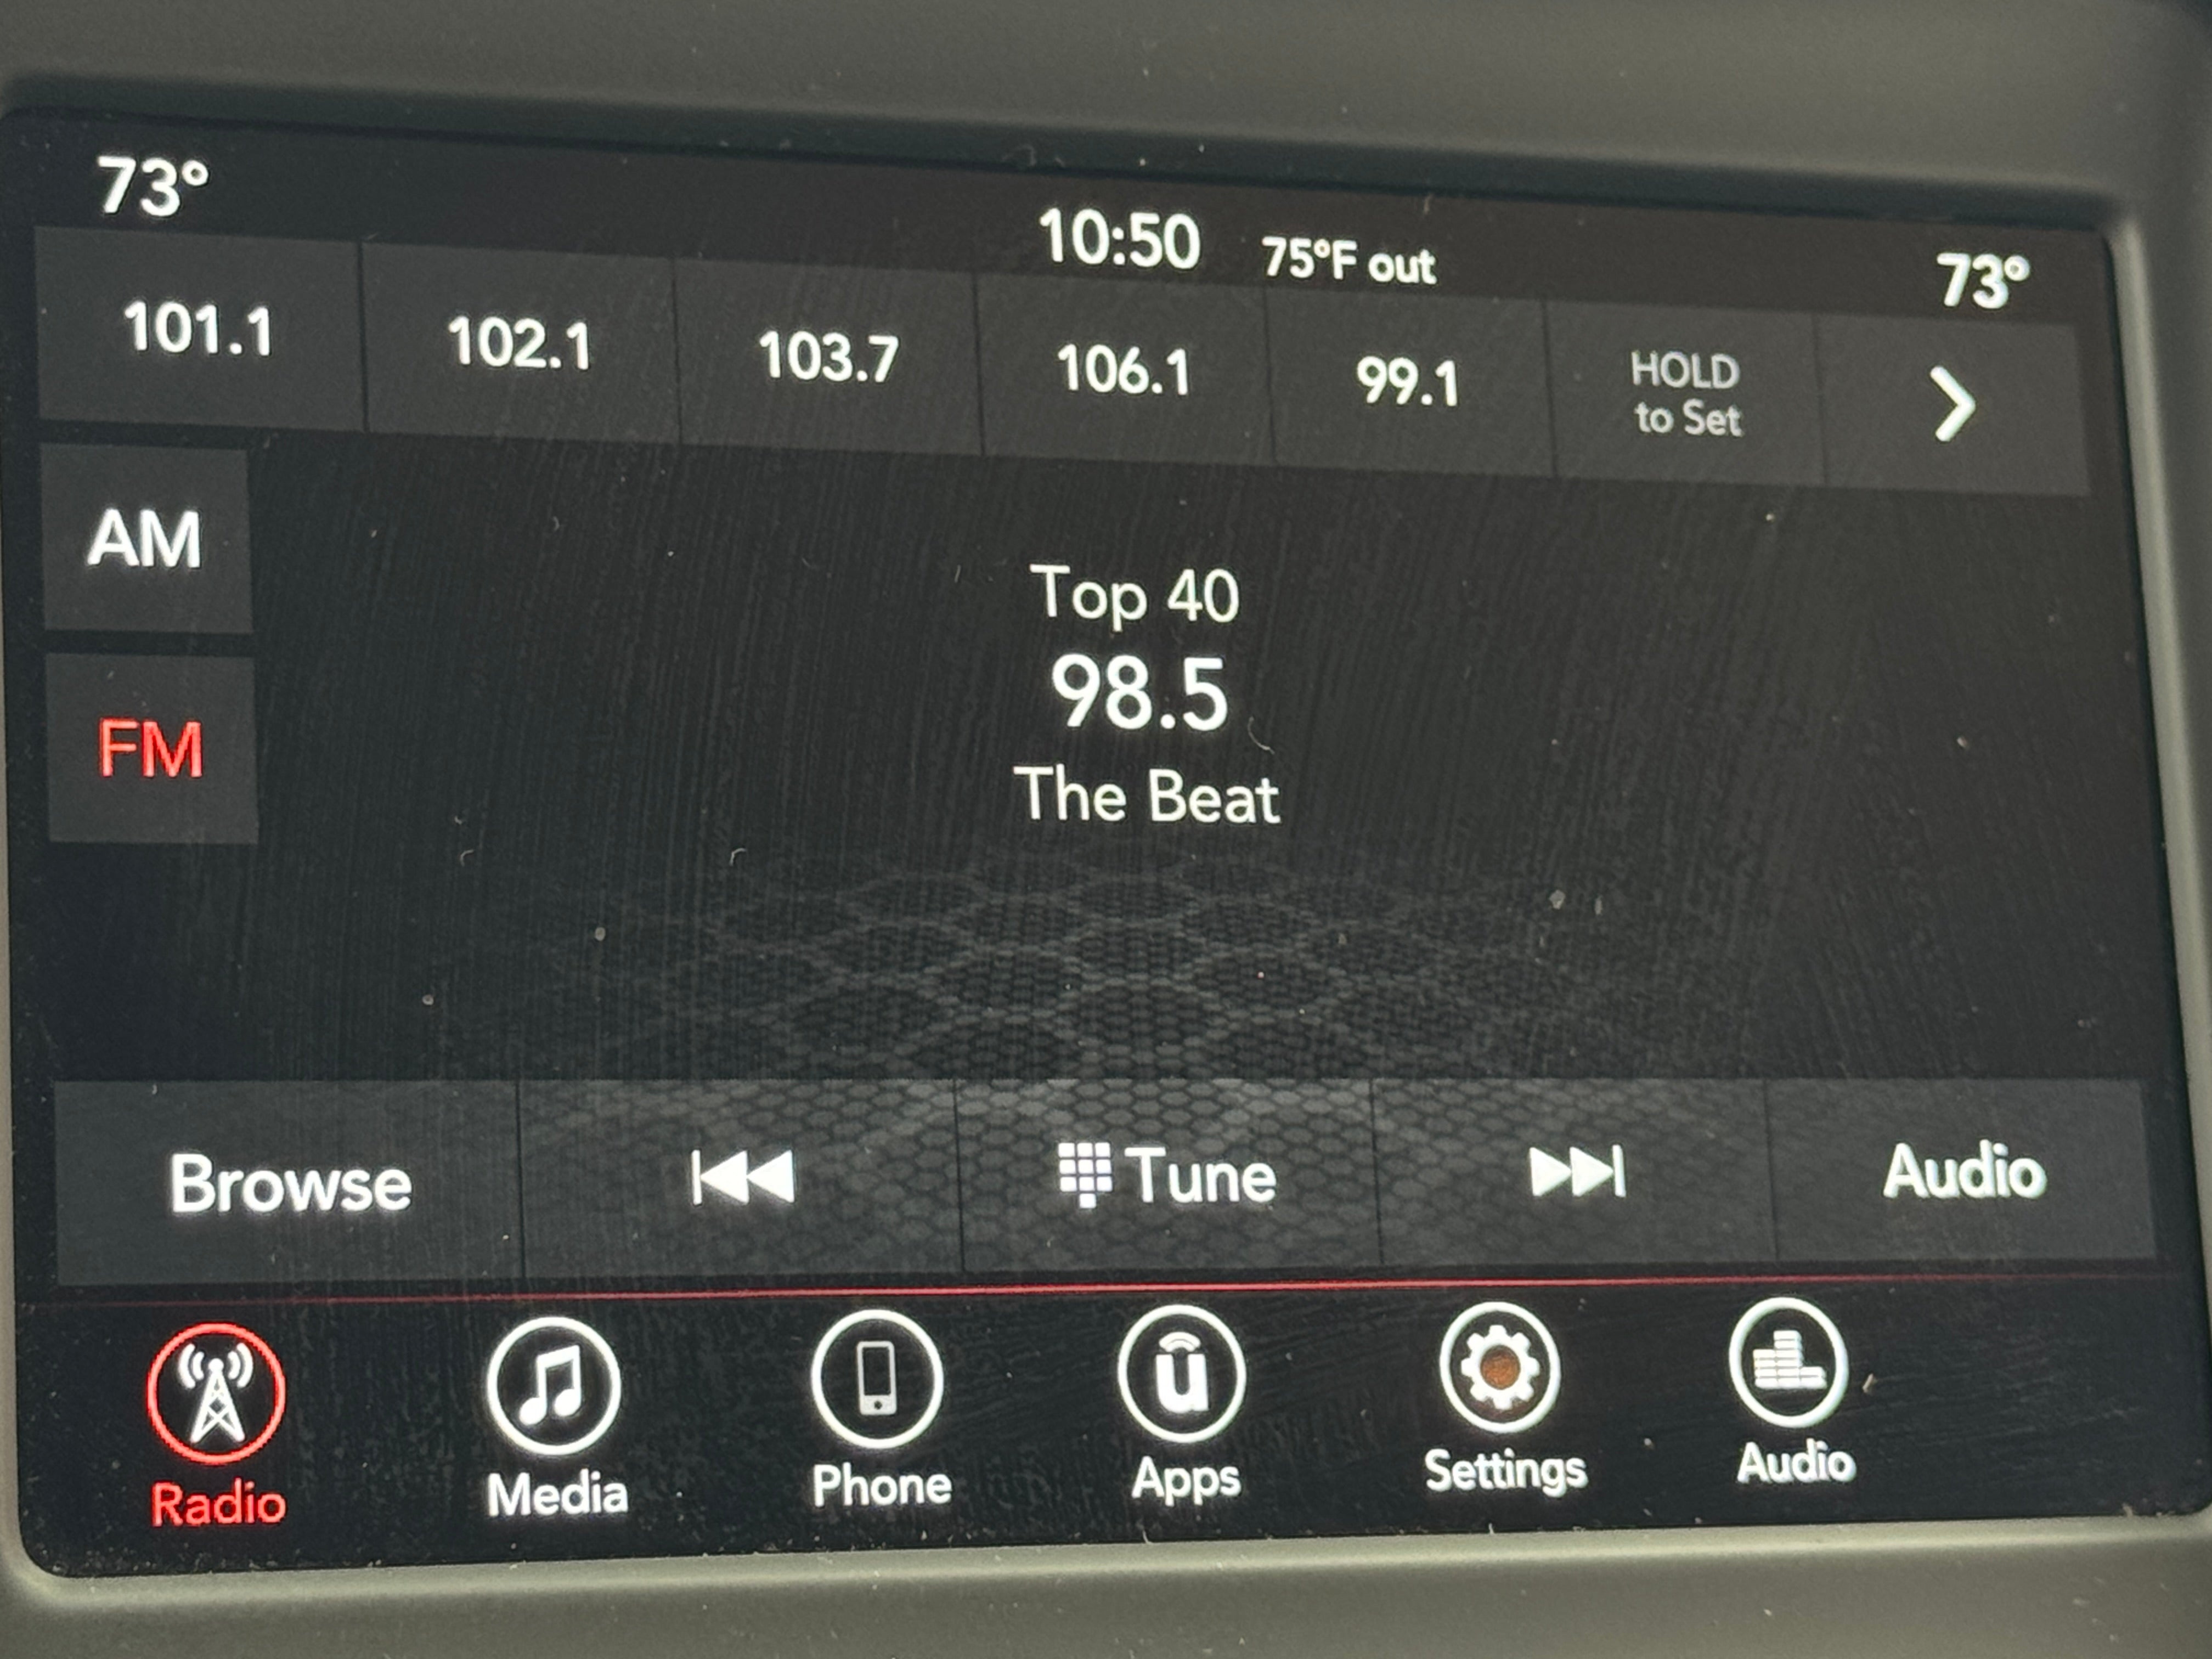 73°
10:50 75°F out
73°
101.1 102.1 103.7 106.1 99.1 HOLD
to Set
AM
FM
Top 40
98.5
The Beat
Browse Tune Audio
u
Radio Media Phone Apps Settings Audio